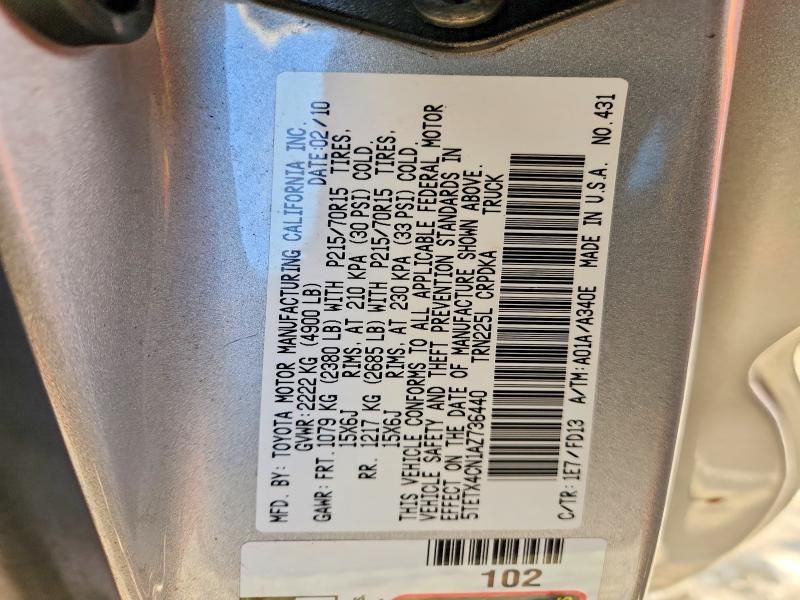 MFD. BY: TOYOTA MOTOR MANUFACTURING CALIFORNIA INC.
GVWR: 2222 KG (4900 LB) DATE: 02/10
GAWR: FRT. 1079 KG (2380 LB) WITH P215/70R15 TIRES,
15X6J RIMS, AT 210 KPA (30 PSI) COLD.
RR. 1217 KG (2685 LB) WITH P215/70R15 TIRES,
15X6J RIMS, AT 230 KPA (33 PSI) COLD.
THIS VEHICLE CONFORMS TO ALL APPLICABLE FEDERAL MOTOR
VEHICLE SAFETY AND THEFT PREVENTION STANDARDS IN
EFFECT ON THE DATE OF MANUFACTURE SHOWN ABOVE.
5TETX4CN1AZ736440 TRN225L CRPDKA TRUCK
C/TR: 1E7/FD13 A/TM: A01A/A340E MADE IN U.S.A. NO. 431
102